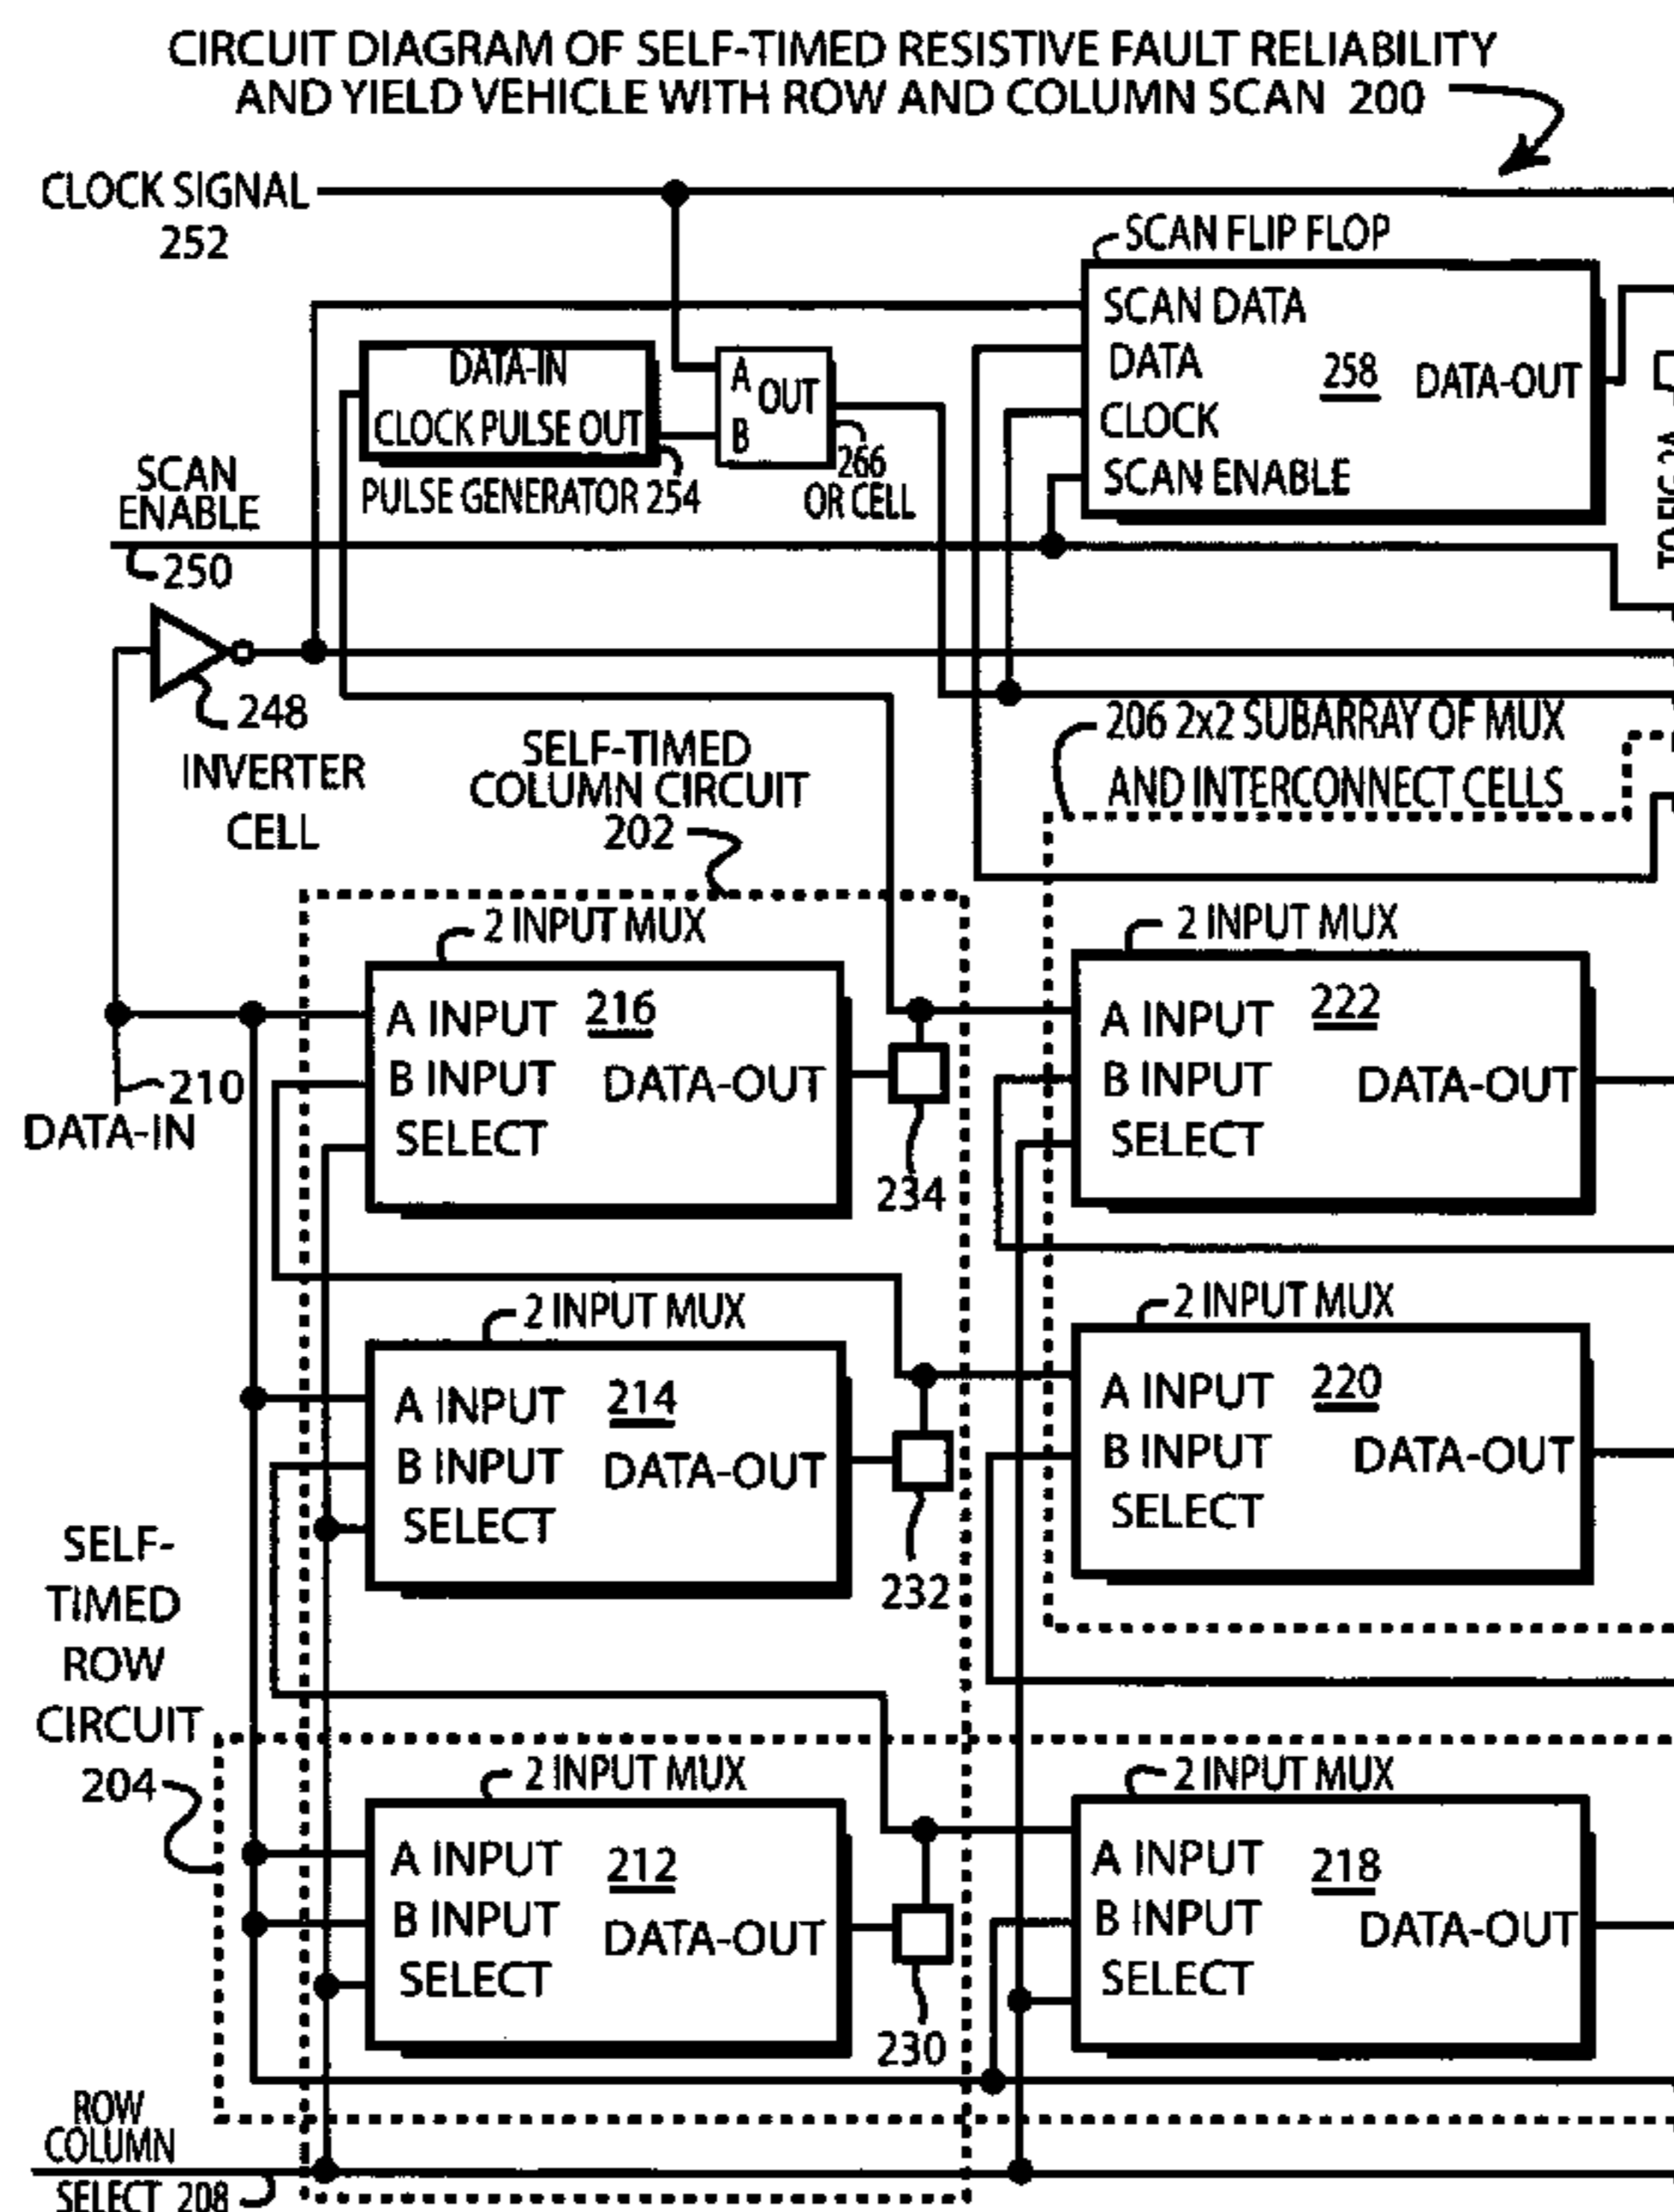 CIRCUIT DIAGRAM OF SELF-TIMED RESISTIVE FAULT RELIABILITY
AND YIELD VEHICLE WITH ROW AND COLUMN SCAN 200
CLOCK SIGNAL
252
SCAN FLIP FLOP
SCAN DATA
DATA
258
DATA-OUT
CLOCK
SCAN ENABLE
DATA-IN
CLOCK PULSE OUT
PULSE GENERATOR 254
A
OUT
B
266
OR CELL
SCAN
ENABLE
250
248
INVERTER
CELL
SELF-TIMED
COLUMN CIRCUIT
202
206 2x2 SUBARRAY OF MUX
AND INTERCONNECT CELLS
2 INPUT MUX
A INPUT
216
B INPUT
DATA-OUT
SELECT
234
2 INPUT MUX
A INPUT
222
B INPUT
DATA-OUT
SELECT
210
DATA-IN
2 INPUT MUX
A INPUT
214
B INPUT
DATA-OUT
SELECT
232
2 INPUT MUX
A INPUT
220
B INPUT
DATA-OUT
SELECT
SELF-
TIMED
ROW
CIRCUIT
204
2 INPUT MUX
A INPUT
212
B INPUT
DATA-OUT
SELECT
230
2 INPUT MUX
A INPUT
218
B INPUT
DATA-OUT
SELECT
ROW
COLUMN
SELECT 208